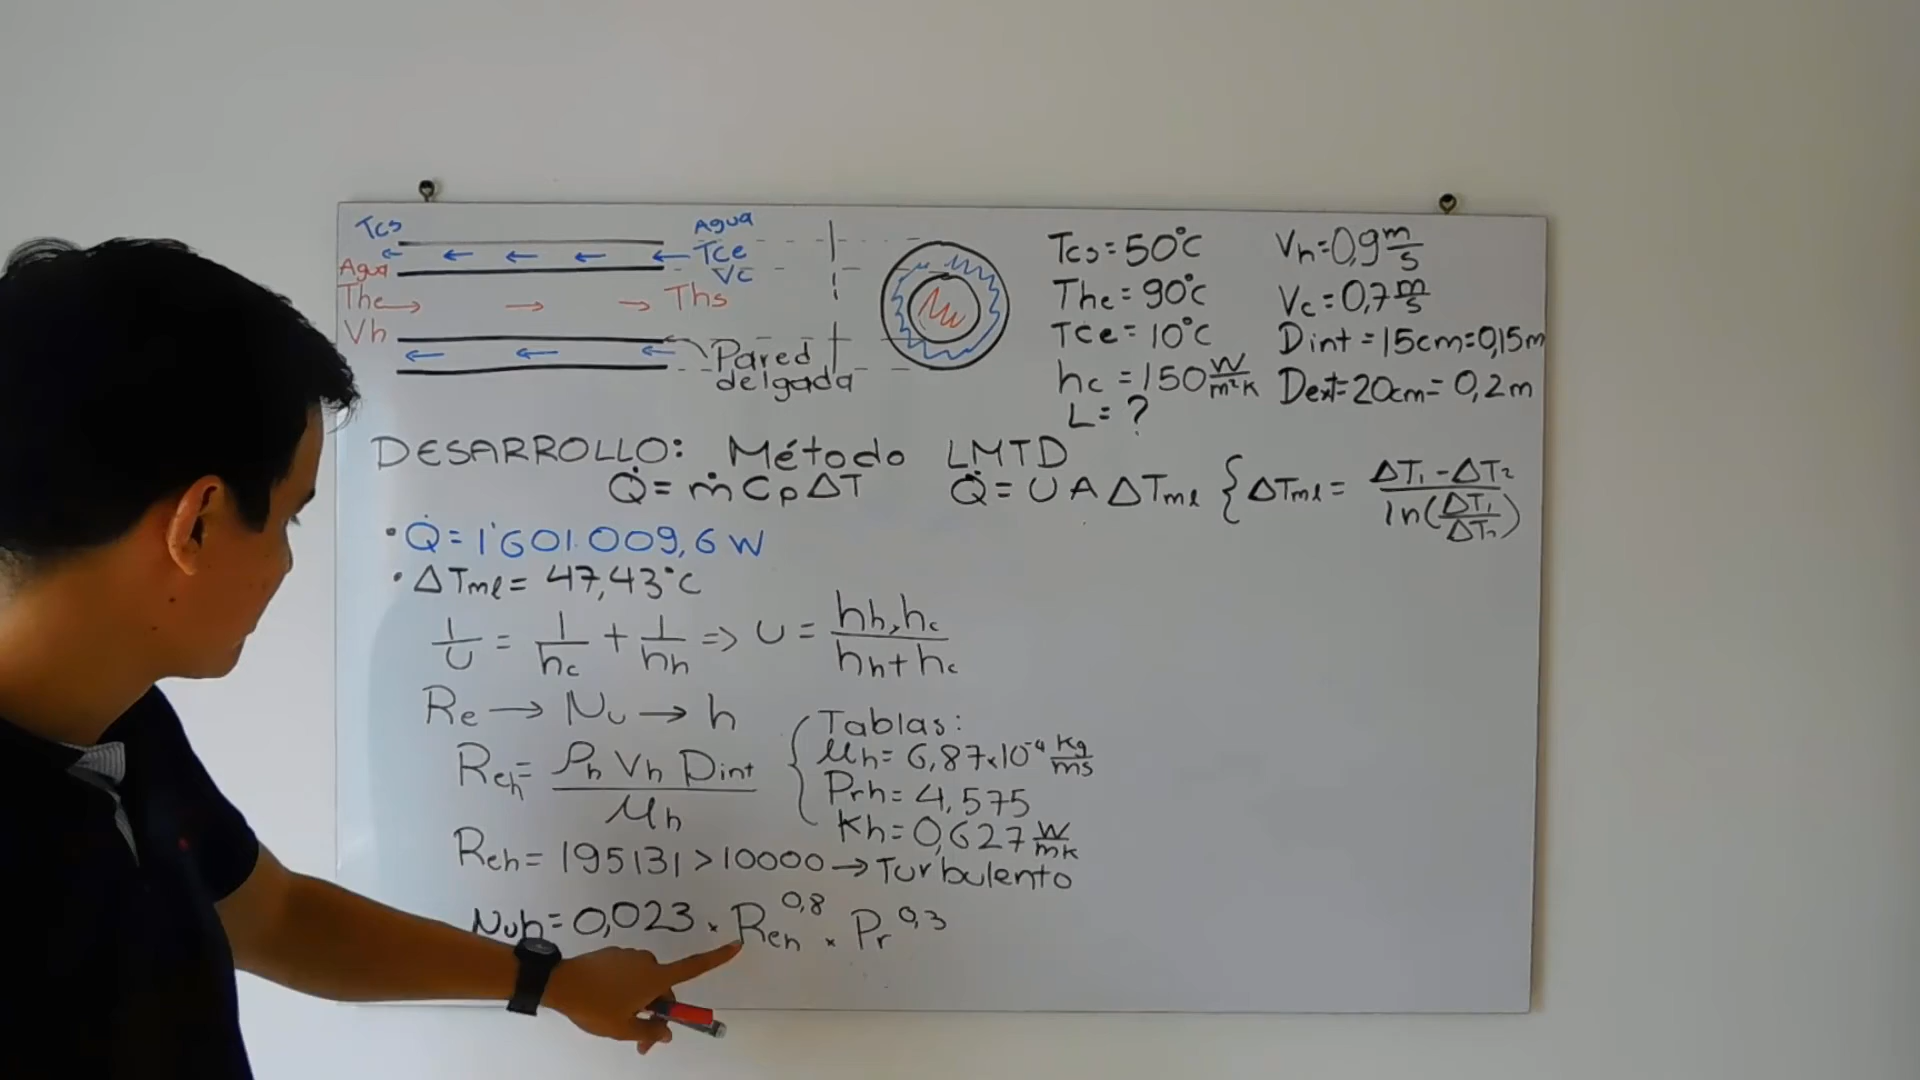 Tcs
Agua
Tce
Vc
Agua
The
Ths
Vh
Pared
delgada
Tcs = 50°C
The = 90°C
Tce = 10°C
hc = 150 W/m²K
L = ?
Vh = 0,9 m/s
Vc = 0,7 m/s
Dint = 15cm = 0,15m
Dext = 20cm = 0,2m
DESARROLLO: Método LMTD
Q̇ = ṁ Cp ΔT Q̇ = U A ΔTml { ΔTml = (ΔT1 - ΔT2) / ln(ΔT1/ΔT2)
• Q̇ = 1'601.009,6 W
• ΔTml = 47,43°C
1/U = 1/hc + 1/hh => U = hh, hc / hh + hc
Re → Nu → h
Reh = ρh Vh Dint / μh
Tablas:
μh = 6,87×10⁻⁴ Kg/ms
Prh = 4,575
Kh = 0,627 W/mK
Reh = 195131 > 10000 → Turbulento
Nuh = 0,023 × Reh^0,8 × Pr^0,3